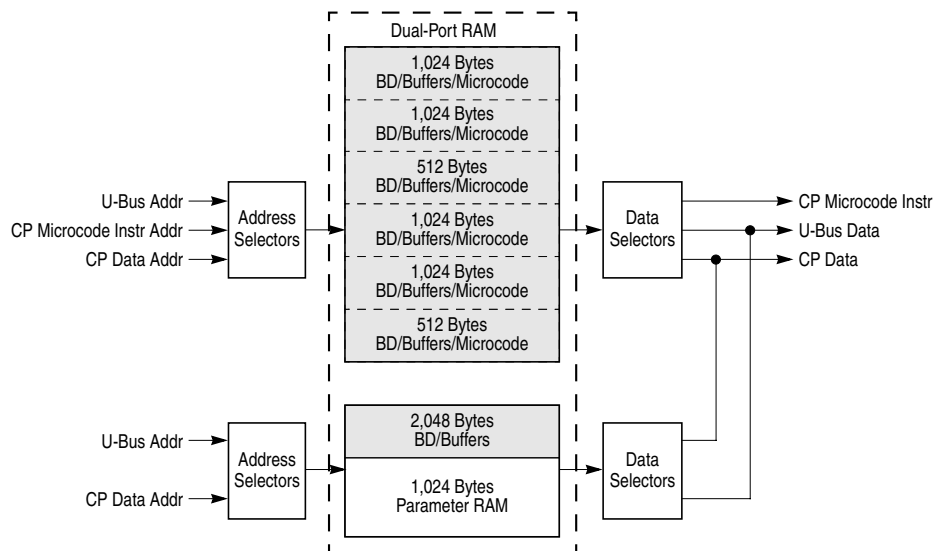 Dual-Port RAM
1,024 Bytes
BD/Buffers/Microcode
1,024 Bytes
BD/Buffers/Microcode
512 Bytes
BD/Buffers/Microcode
1,024 Bytes
BD/Buffers/Microcode
1,024 Bytes
BD/Buffers/Microcode
512 Bytes
BD/Buffers/Microcode
U-Bus Addr
CP Microcode Instr Addr
CP Data Addr
Address
Selectors
Data
Selectors
CP Microcode Instr
U-Bus Data
CP Data
2,048 Bytes
BD/Buffers
1,024 Bytes
Parameter RAM
U-Bus Addr
CP Data Addr
Address
Selectors
Data
Selectors